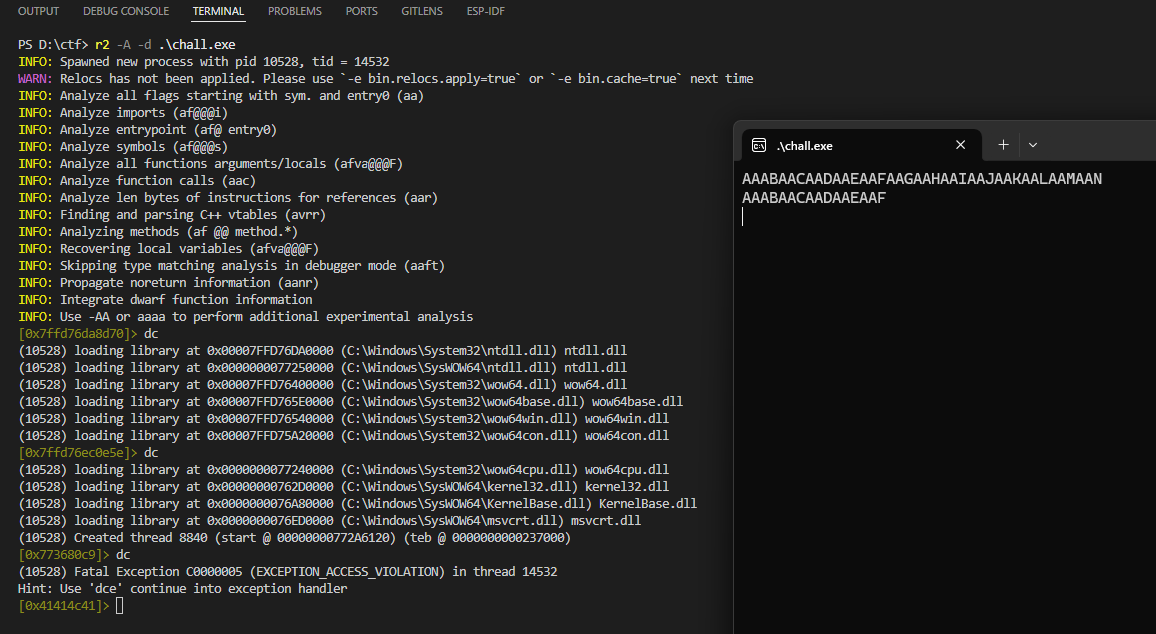 OUTPUT DEBUG CONSOLE TERMINAL PROBLEMS PORTS GITLENS ESP-IDF
PS D:\ctf> r2 -A -d .\chall.exe
INFO: Spawned new process with pid 10528, tid = 14532
WARN: Relocs has not been applied. Please use `-e bin.relocs.apply=true` or `-e bin.cache=true` next time
INFO: Analyze all flags starting with sym. and entry0 (aa)
INFO: Analyze imports (af@@@i)
INFO: Analyze entrypoint (af@ entry0)
INFO: Analyze symbols (af@@@s)
INFO: Analyze all functions arguments/locals (afva@@@F)
INFO: Analyze function calls (aac)
INFO: Analyze len bytes of instructions for references (aar)
INFO: Finding and parsing C++ vtables (avrr)
INFO: Analyzing methods (af @@ method.*)
INFO: Recovering local variables (afva@@@F)
INFO: Skipping type matching analysis in debugger mode (aaft)
INFO: Propagate noreturn information (aanr)
INFO: Integrate dwarf function information
INFO: Use -AA or aaaa to perform additional experimental analysis
[0x7ffd76da8d70]> dc
(10528) loading library at 0x00007FFD76DA0000 (C:\Windows\System32\ntdll.dll) ntdll.dll
(10528) loading library at 0x0000000077250000 (C:\Windows\SysWOW64\ntdll.dll) ntdll.dll
(10528) loading library at 0x00007FFD76400000 (C:\Windows\System32\wow64.dll) wow64.dll
(10528) loading library at 0x00007FFD765E0000 (C:\Windows\System32\wow64base.dll) wow64base.dll
(10528) loading library at 0x00007FFD76540000 (C:\Windows\System32\wow64win.dll) wow64win.dll
(10528) loading library at 0x00007FFD75A20000 (C:\Windows\System32\wow64con.dll) wow64con.dll
[0x7ffd76ec0e5e]> dc
(10528) loading library at 0x0000000077240000 (C:\Windows\System32\wow64cpu.dll) wow64cpu.dll
(10528) loading library at 0x00000000762D0000 (C:\Windows\SysWOW64\kernel32.dll) kernel32.dll
(10528) loading library at 0x0000000076A80000 (C:\Windows\SysWOW64\KernelBase.dll) KernelBase.dll
(10528) loading library at 0x0000000076ED0000 (C:\Windows\SysWOW64\msvcrt.dll) msvcrt.dll
(10528) Created thread 8840 (start @ 00000000772A6120) (teb @ 0000000000237000)
[0x773680c9]> dc
(10528) Fatal Exception C0000005 (EXCEPTION_ACCESS_VIOLATION) in thread 14532
Hint: Use 'dce' continue into exception handler
[0x41414c41]>
.\chall.exe
AAABAACAADAAEAAFAAGAAHAAIAAJAAKAALAAMAAN
AAABAACAADAAEAAF